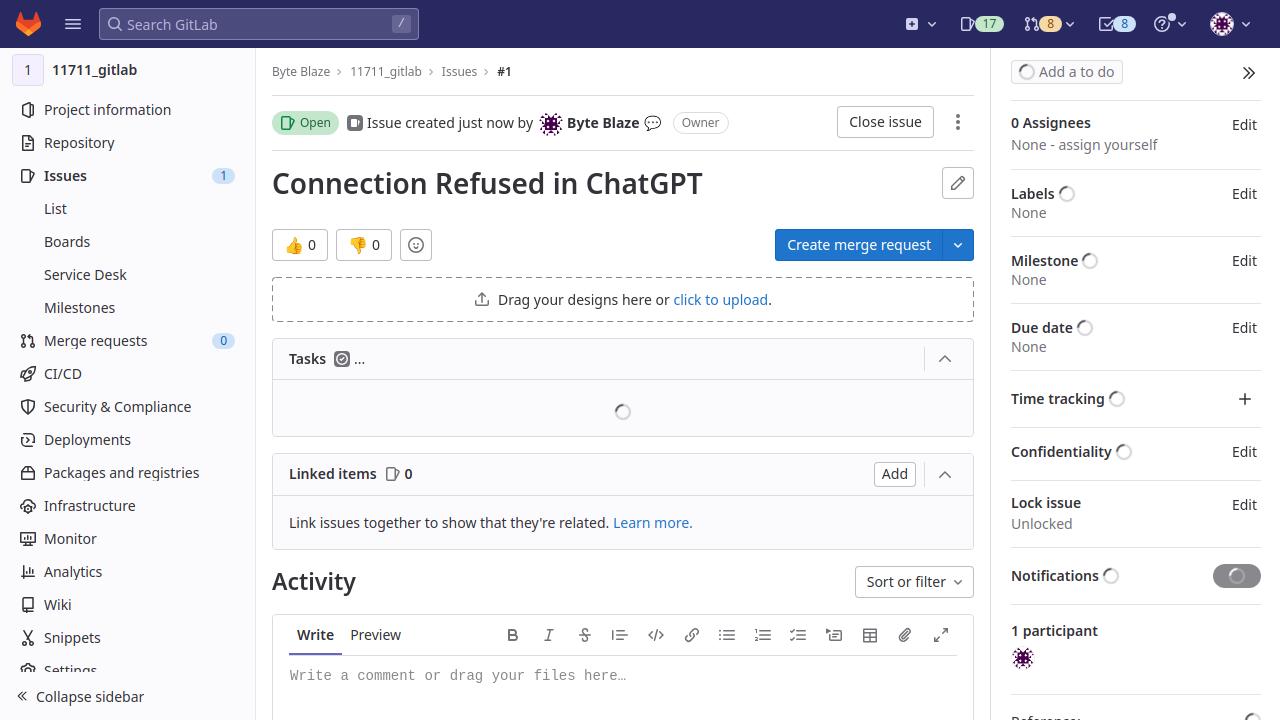 Search GitLab
/
17
8
8
1
11711_gitlab
Project information
Repository
Issues
1
List
Boards
Service Desk
Milestones
Merge requests
0
CI/CD
Security & Compliance
Deployments
Packages and registries
Infrastructure
Monitor
Analytics
Wiki
Snippets
Settings
Collapse sidebar
Byte Blaze
11711_gitlab
Issues
#1
Open
Issue created just now by
Byte Blaze
Owner
Close issue
Connection Refused in ChatGPT
0
0
Create merge request
Drag your designs here or click to upload.
Tasks
...
Linked items
0
Add
Link issues together to show that they're related. Learn more.
Activity
Sort or filter
Write
Preview
Write a comment or drag your files here…
Add a to do
0 Assignees
Edit
None - assign yourself
Labels
Edit
None
Milestone
Edit
None
Due date
Edit
None
Time tracking
Confidentiality
Edit
Lock issue
Edit
Unlocked
Notifications
1 participant